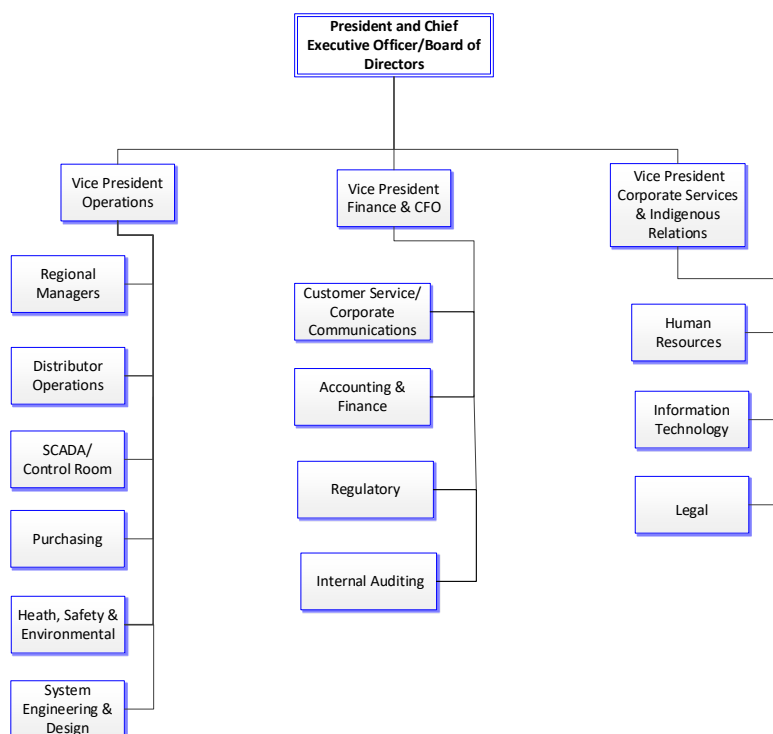 President and Chief
Executive Officer/Board of
Directors
Vice President
Operations
Vice President
Finance & CFO
Vice President
Corporate Services
& Indigenous
Relations
Regional
Managers
Distributor
Operations
SCADA/
Control Room
Purchasing
Heath, Safety &
Environmental
System
Engineering &
Design
Customer Service/
Corporate
Communications
Accounting &
Finance
Regulatory
Internal Auditing
Human
Resources
Information
Technology
Legal